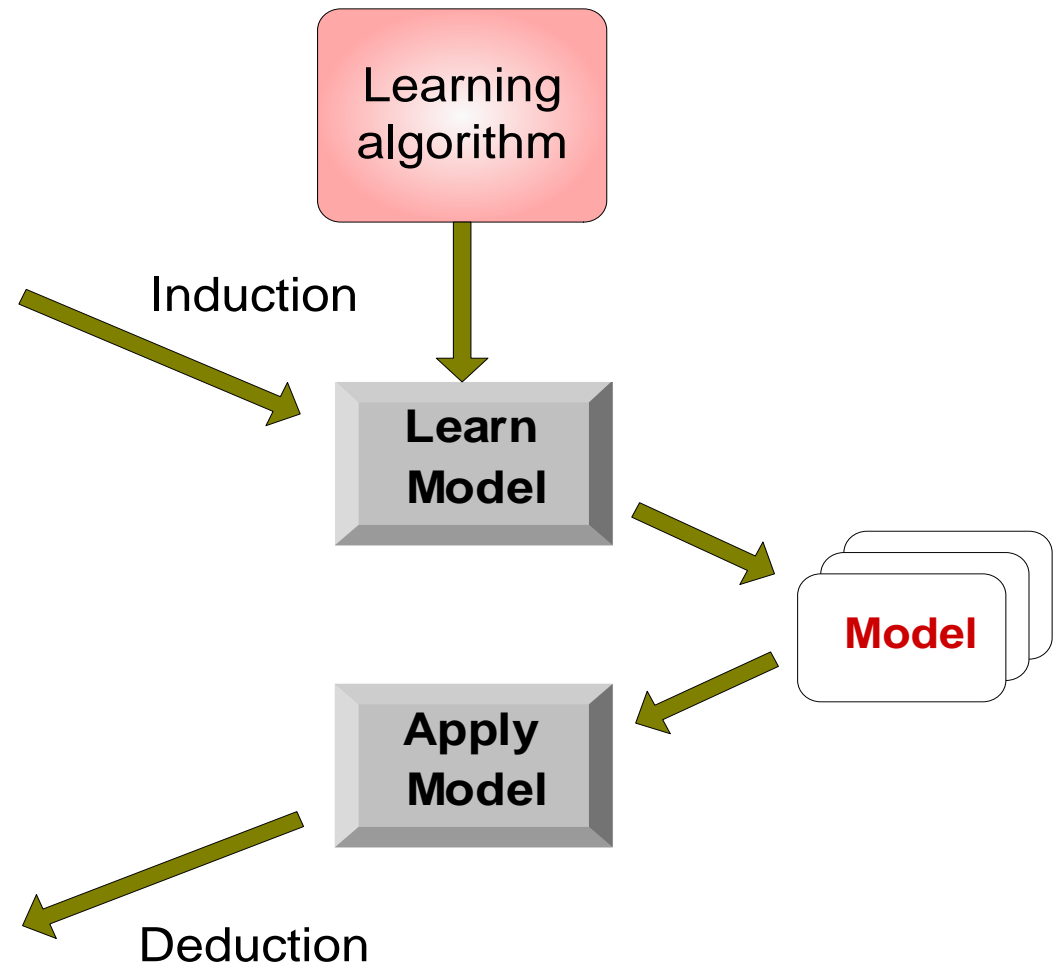 Learning
algorithm
Induction
Learn
Model
Model
Apply
Model
Deduction